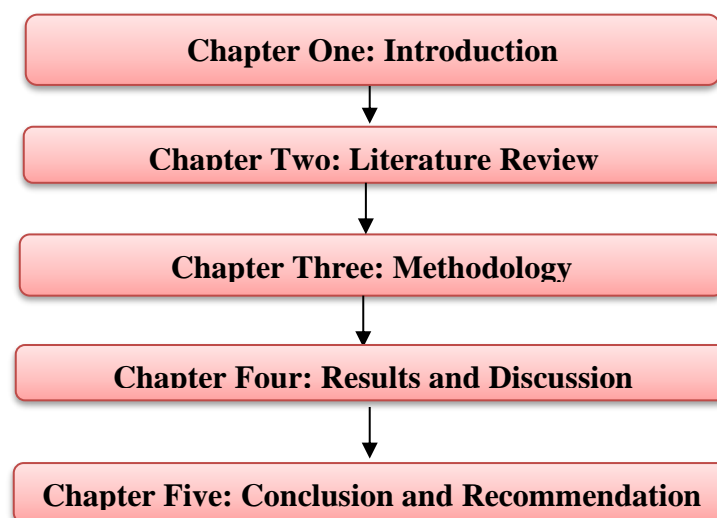 Chapter One: Introduction
Chapter Two: Literature Review
Chapter Three: Methodology
Chapter Four: Results and Discussion
Chapter Five: Conclusion and Recommendation